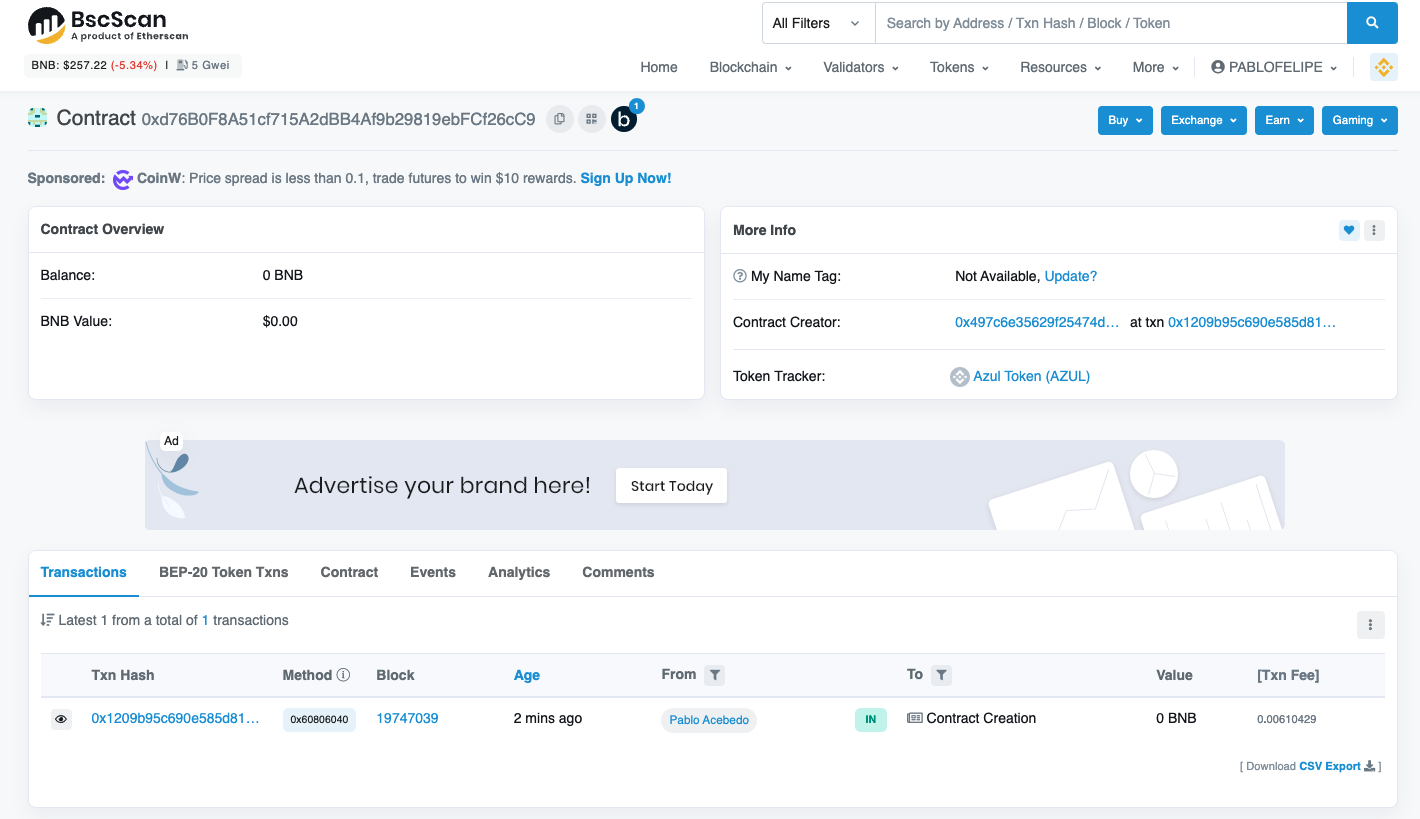 BscScan
A product of Etherscan
All Filters
Search by Address / Txn Hash / Block / Token
BNB: $257.22 (-5.34%) | 5 Gwei
Home Blockchain Validators Tokens Resources More PABLOFELIPE
Contract 0xd76B0F8A51cf715A2dBB4Af9b29819ebFCf26cC9 b 1
Buy Exchange Earn Gaming
Sponsored: CoinW: Price spread is less than 0.1, trade futures to win $10 rewards. Sign Up Now!
Contract Overview
Balance: 0 BNB
BNB Value: $0.00
More Info
My Name Tag: Not Available, Update?
Contract Creator: 0x497c6e35629f25474d... at txn 0x1209b95c690e585d81...
Token Tracker: Azul Token (AZUL)
Ad
Advertise your brand here! Start Today
Transactions BEP-20 Token Txns Contract Events Analytics Comments
Latest 1 from a total of 1 transactions
Txn Hash Method Block Age From To Value [Txn Fee]
0x1209b95c690e585d81... 0x60806040 19747039 2 mins ago Pablo Acebedo IN Contract Creation 0 BNB 0.00610429
[ Download CSV Export ]